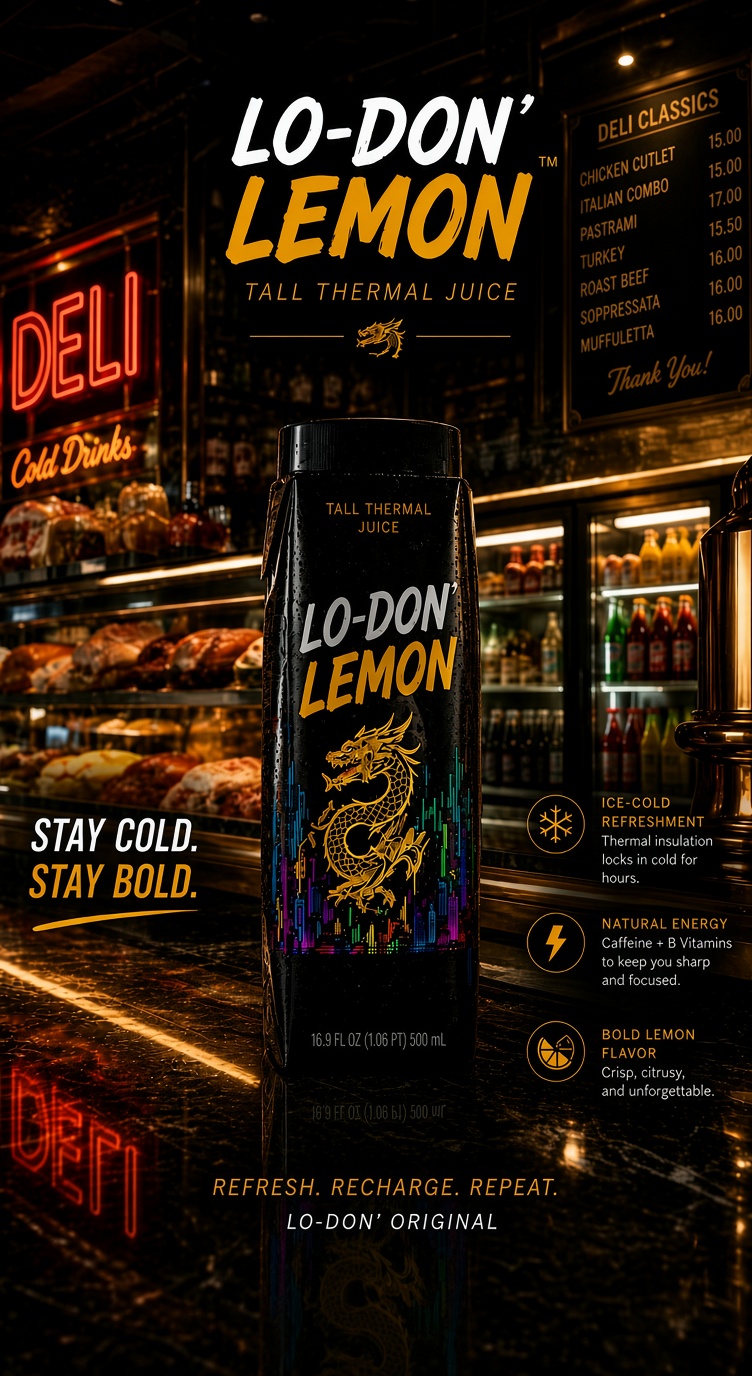 LO-DON'
LEMON™
TALL THERMAL JUICE
DELI
Cold Drinks
DELI CLASSICS
CHICKEN CUTLET 15.00
ITALIAN COMBO 15.00
PASTRAMI 17.00
TURKEY 15.50
ROAST BEEF 16.00
SOPPRESSATA 16.00
MUFFULETTA 16.00
Thank You!
TALL THERMAL
JUICE
LO-DON'
LEMON
16.9 FL OZ (1.06 PT) 500 mL
STAY COLD.
STAY BOLD.
ICE-COLD
REFRESHMENT
Thermal insulation
locks in cold for
hours.
NATURAL ENERGY
Caffeine + B Vitamins
to keep you sharp
and focused.
BOLD LEMON
FLAVOR
Crisp, citrusy,
and unforgettable.
REFRESH. RECHARGE. REPEAT.
LO-DON' ORIGINAL